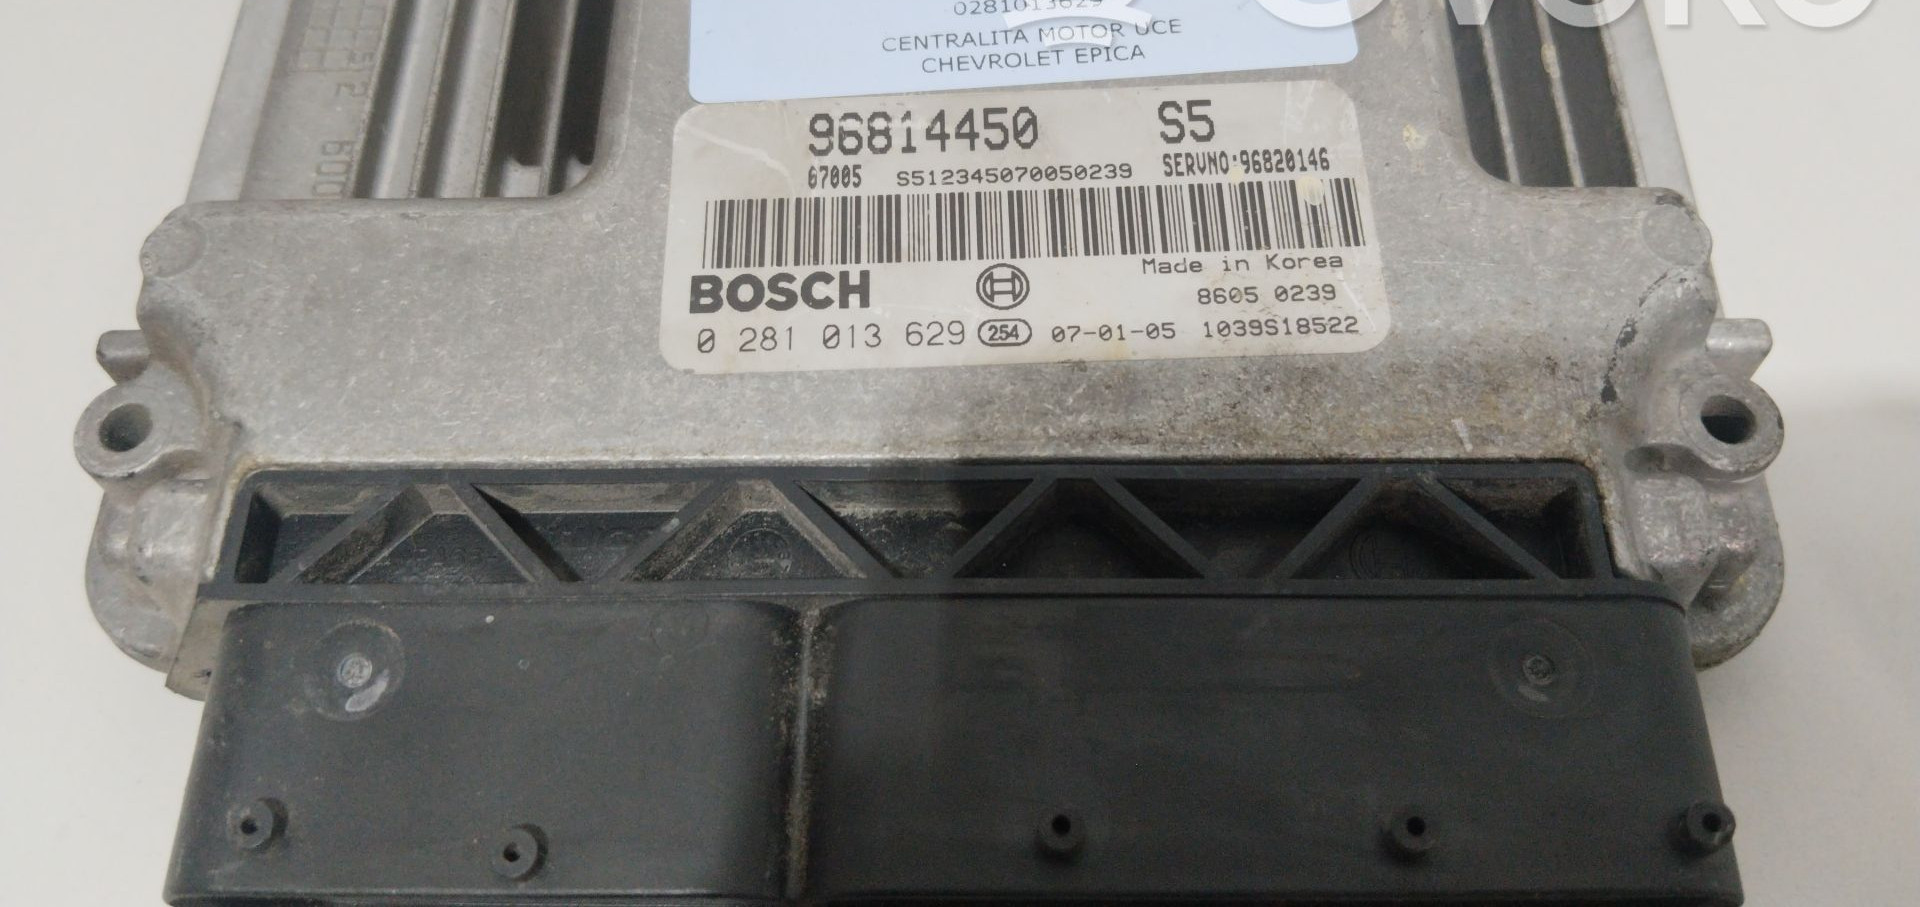 0281013629
CENTRALITA MOTOR UCE
CHEVROLET EPICA
96814450 S5
67005 S512345070050239 SERVNO:96820146
Made in Korea
BOSCH
8605 0239
0 281 013 629 254 07-01-05 1039S18522